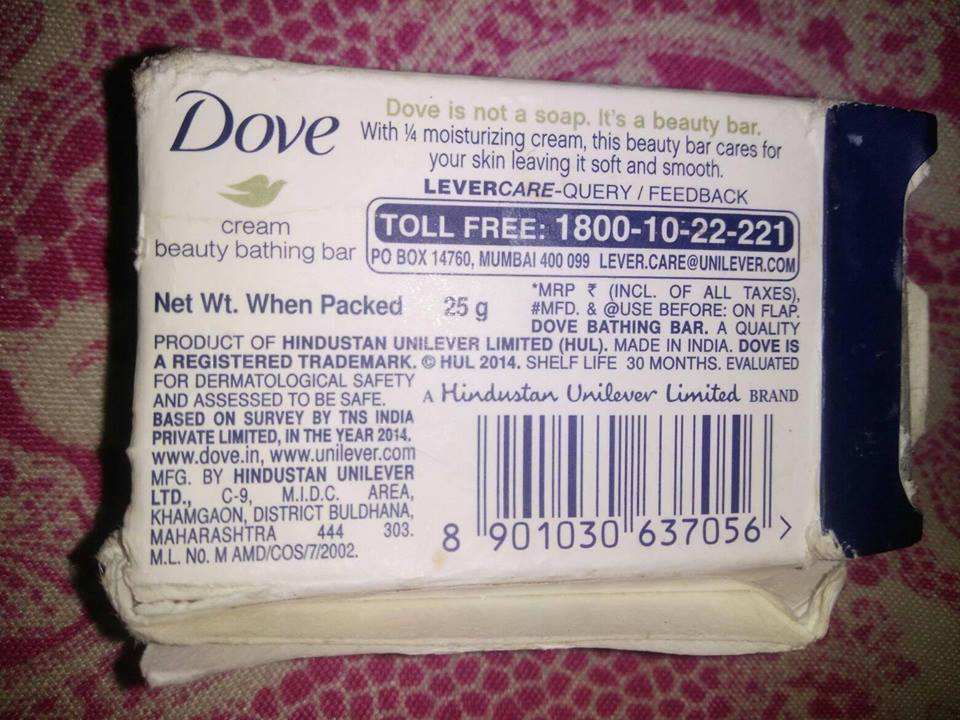 Dove
Dove is not a soap. It's a beauty bar.
With ¼ moisturizing cream, this beauty bar cares for
your skin leaving it soft and smooth.
LEVERCARE-QUERY / FEEDBACK
TOLL FREE: 1800-10-22-221
PO BOX 14760, MUMBAI 400 099 LEVER.CARE@UNILEVER.COM
cream
beauty bathing bar
Net Wt. When Packed 25 g
*MRP ₹ (INCL. OF ALL TAXES),
#MFD. & @USE BEFORE: ON FLAP.
DOVE BATHING BAR. A QUALITY
PRODUCT OF HINDUSTAN UNILEVER LIMITED (HUL). MADE IN INDIA. DOVE IS
A REGISTERED TRADEMARK. © HUL 2014. SHELF LIFE 30 MONTHS. EVALUATED
FOR DERMATOLOGICAL SAFETY
AND ASSESSED TO BE SAFE.
BASED ON SURVEY BY TNS INDIA
PRIVATE LIMITED, IN THE YEAR 2014.
www.dove.in, www.unilever.com
MFG. BY HINDUSTAN UNILEVER
LTD., C-9, M.I.D.C. AREA,
KHAMGAON, DISTRICT BULDHANA,
MAHARASHTRA 444 303.
M.L. No. M AMD/COS/7/2002.
A Hindustan Unilever Limited BRAND
8 901030 637056 >